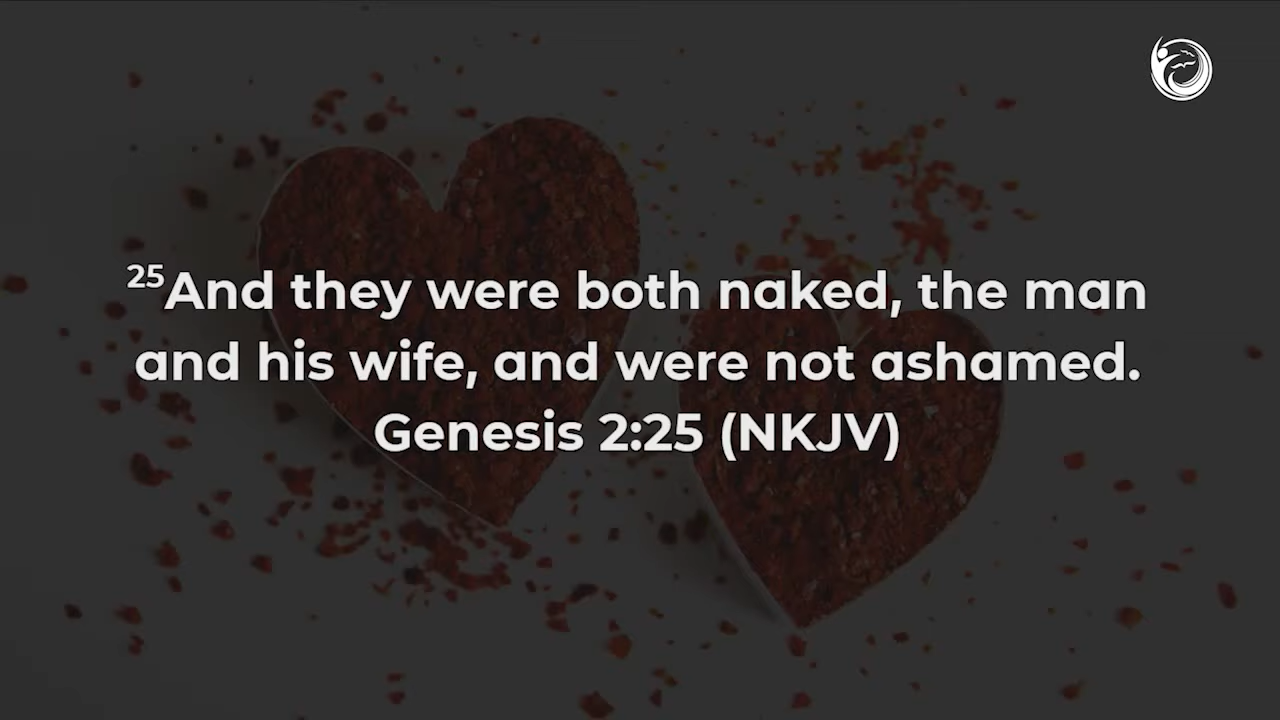 25And they were both naked, the man
and his wife, and were not ashamed.
Genesis 2:25 (NKJV)